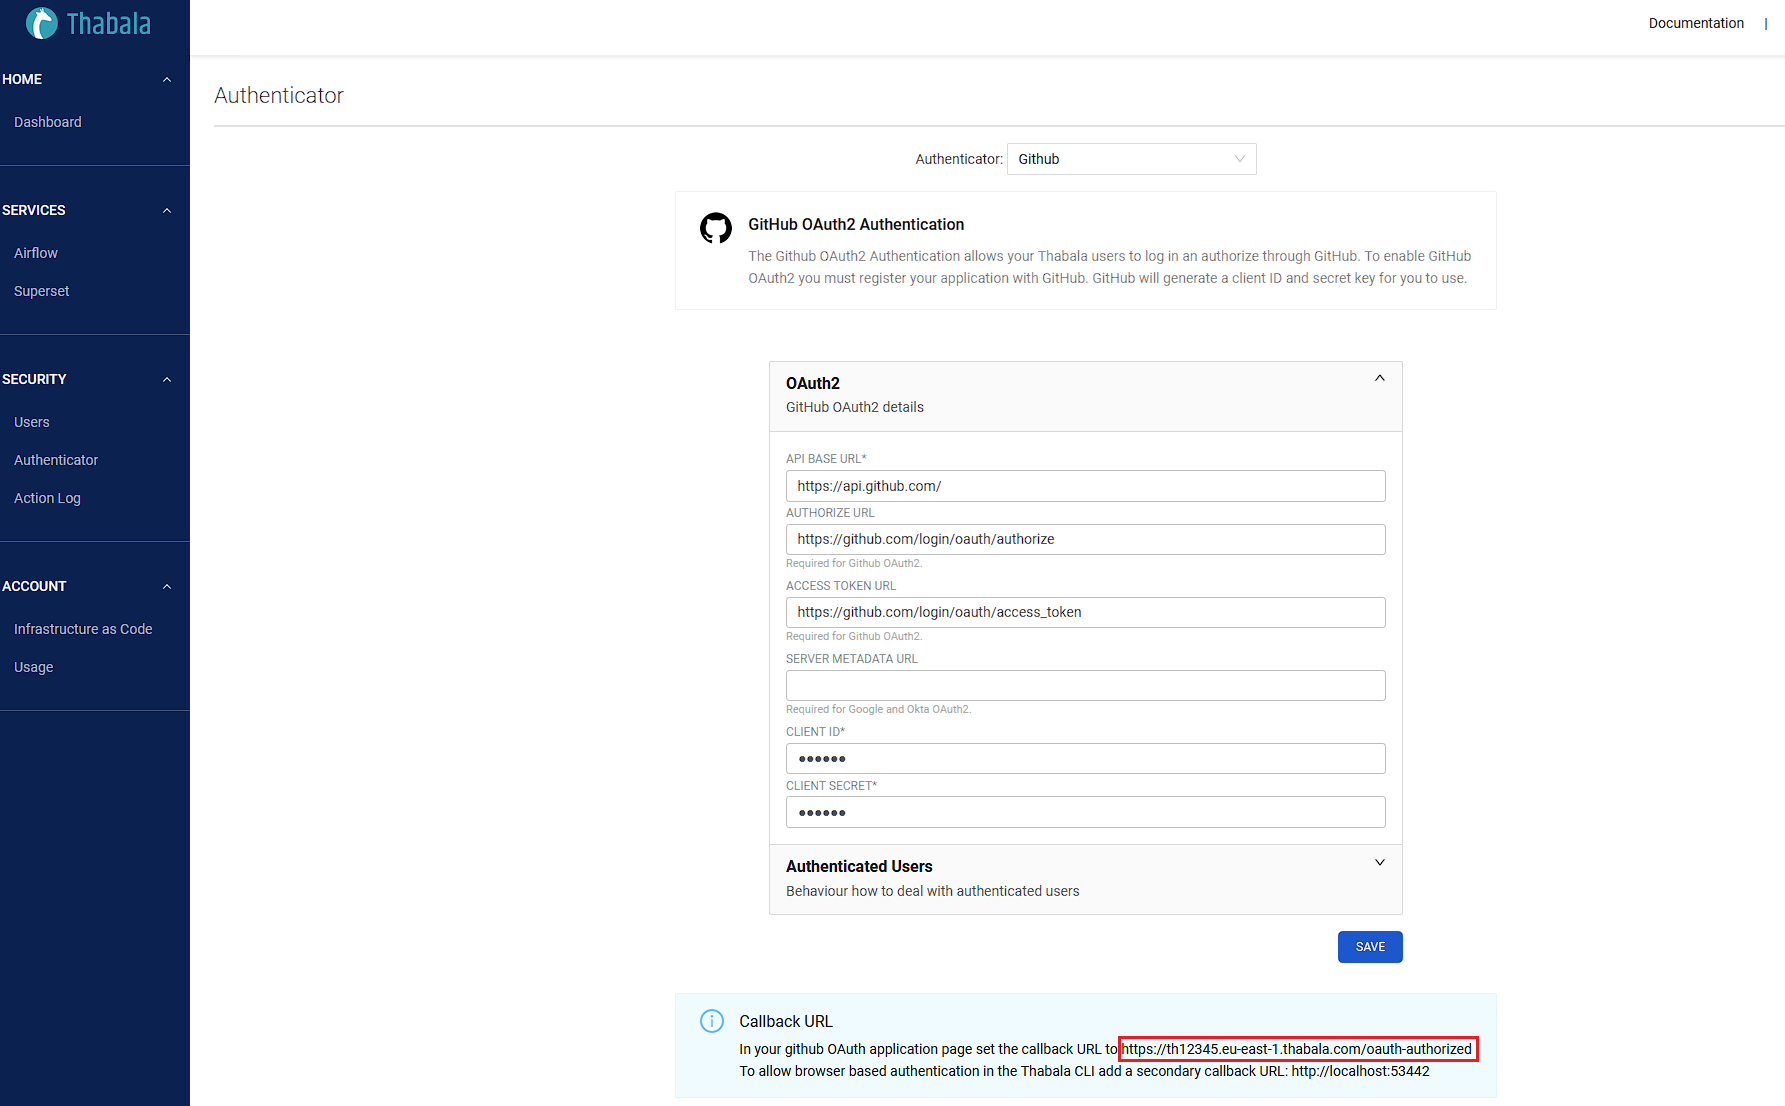 Thabala
Documentation |
HOME
Dashboard
SERVICES
Airflow
Superset
SECURITY
Users
Authenticator
Action Log
ACCOUNT
Infrastructure as Code
Usage
Authenticator
Authenticator: Github
GitHub OAuth2 Authentication
The Github OAuth2 Authentication allows your Thabala users to log in an authorize through GitHub. To enable GitHub
OAuth2 you must register your application with GitHub. GitHub will generate a client ID and secret key for you to use.
OAuth2
GitHub OAuth2 details
API BASE URL*
https://api.github.com/
AUTHORIZE URL
https://github.com/login/oauth/authorize
Required for Github OAuth2.
ACCESS TOKEN URL
https://github.com/login/oauth/access_token
Required for Github OAuth2.
SERVER METADATA URL
Required for Google and Okta OAuth2.
CLIENT ID*
••••••
CLIENT SECRET*
••••••
Authenticated Users
Behaviour how to deal with authenticated users
SAVE
Callback URL
In your github OAuth application page set the callback URL to https://th12345.eu-east-1.thabala.com/oauth-authorized
To allow browser based authentication in the Thabala CLI add a secondary callback URL: http://localhost:53442